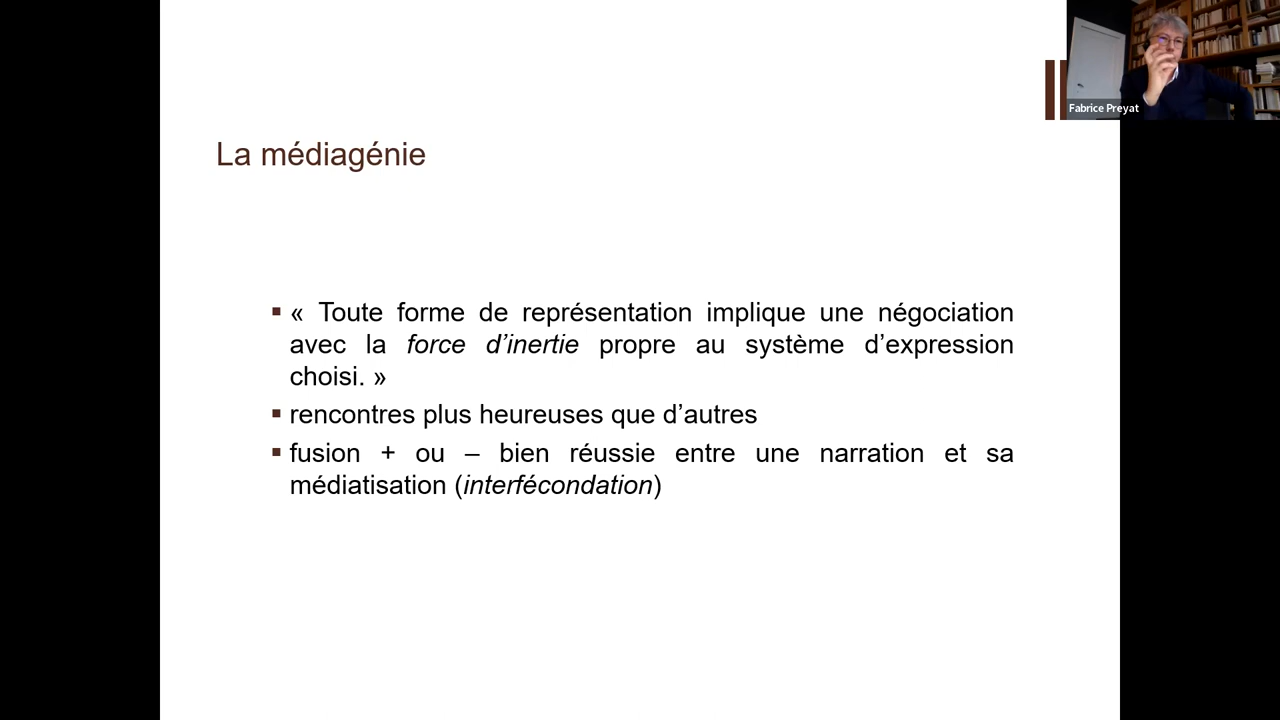 Fabrice Preyat
La médiagénie
▪ « Toute forme de représentation implique une négociation
avec la force d’inertie propre au système d’expression
choisi. »
▪ rencontres plus heureuses que d’autres
▪ fusion + ou – bien réussie entre une narration et sa
médiatisation (interfécondation)